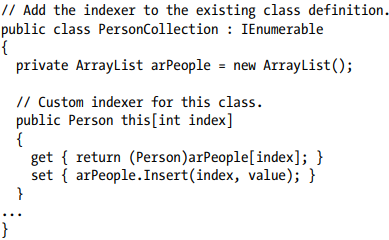 // Add the indexer to the existing class definition.
public class PersonCollection : IEnumerable
{
  private ArrayList arPeople = new ArrayList();

  // Custom indexer for this class.
  public Person this[int index]
  {
    get { return (Person)arPeople[index]; }
    set { arPeople.Insert(index, value); }
  }
...
}